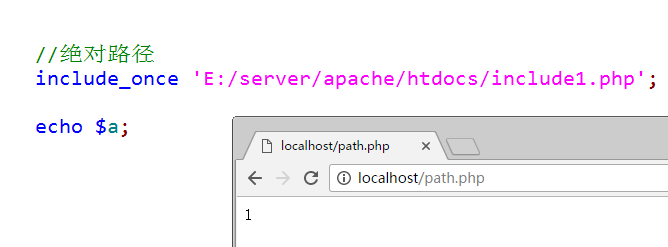 //绝对路径
include_once 'E:/server/apache/htdocs/include1.php';
echo $a;
localhost/path.php
localhost/path.php
1